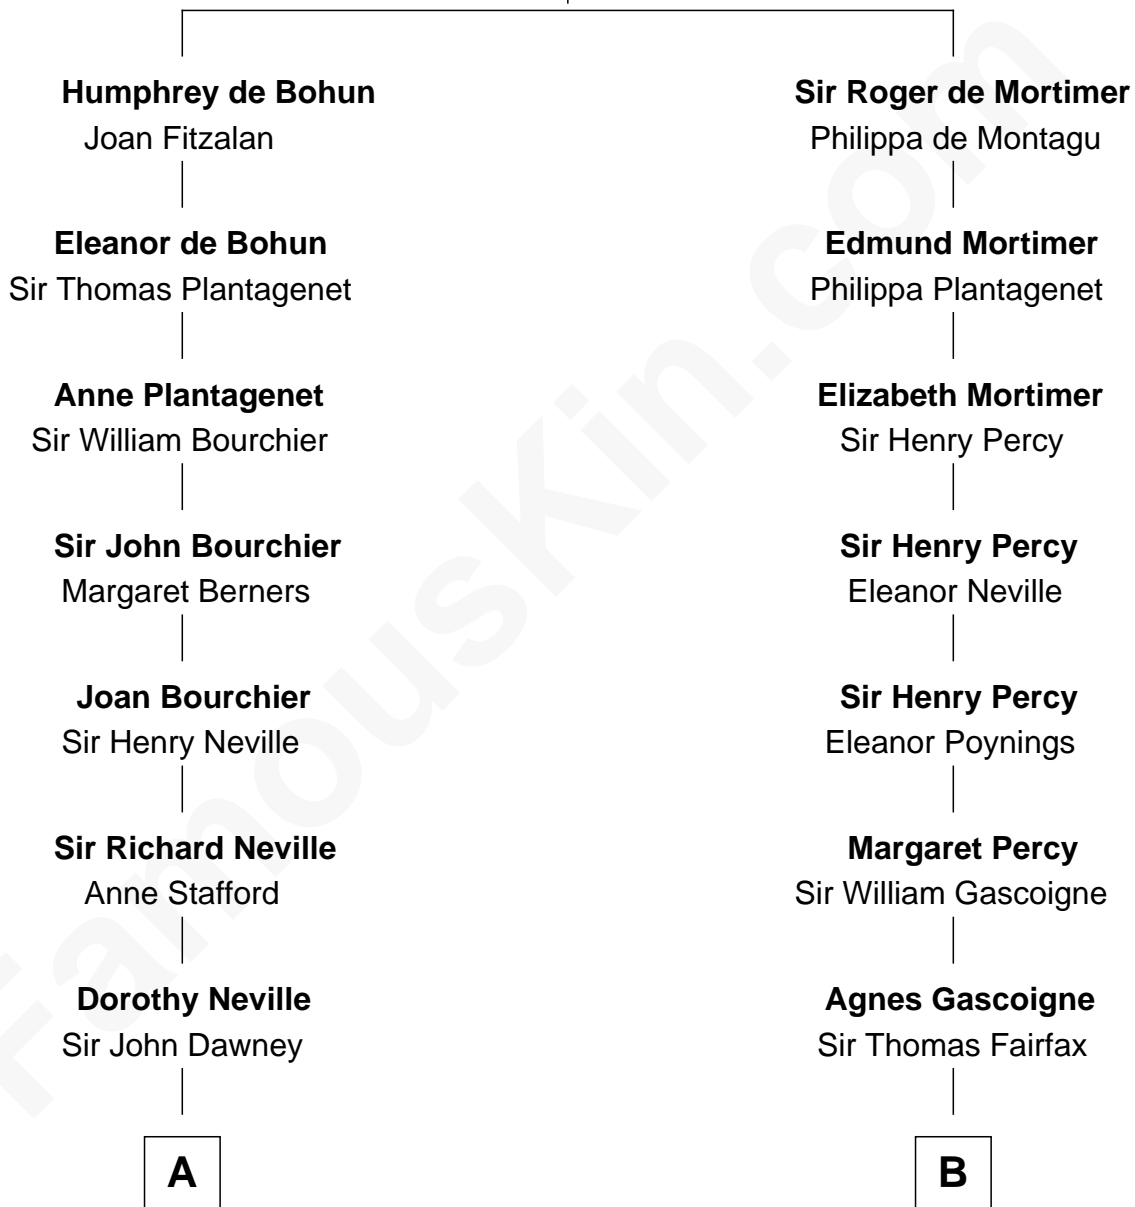 Humphrey de Bohun
Joan Fitzalan
Eleanor de Bohun
Sir Thomas Plantagenet
Anne Plantagenet
Sir William Bourchier
Sir John Bourchier
Margaret Berners
Joan Bourchier
Sir Henry Neville
Sir Richard Neville
Anne Stafford
Dorothy Neville
Sir John Dawney
A
Sir Roger de Mortimer
Philippa de Montagu
Edmund Mortimer
Philippa Plantagenet
Elizabeth Mortimer
Sir Henry Percy
Sir Henry Percy
Eleanor Neville
Sir Henry Percy
Eleanor Poynings
Margaret Percy
Sir William Gascoigne
Agnes Gascoigne
Sir Thomas Fairfax
B
FamousKin.com